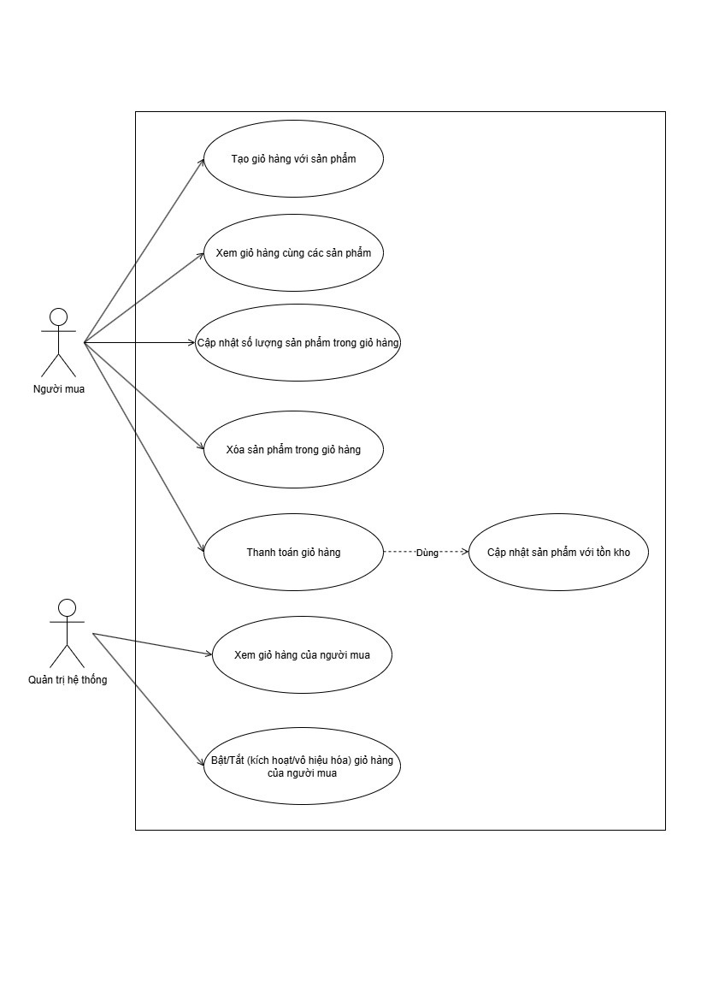 Tạo giỏ hàng với sản phẩm
Xem giỏ hàng cùng các sản phẩm
Cập nhật số lượng sản phẩm trong giỏ hàng
Người mua
Xóa sản phẩm trong giỏ hàng
Thanh toán giỏ hàng
Dùng
Cập nhật sản phẩm với tồn kho
Xem giỏ hàng của người mua
Quản trị hệ thống
Bật/Tắt (kích hoạt/vô hiệu hóa) giỏ hàng
của người mua